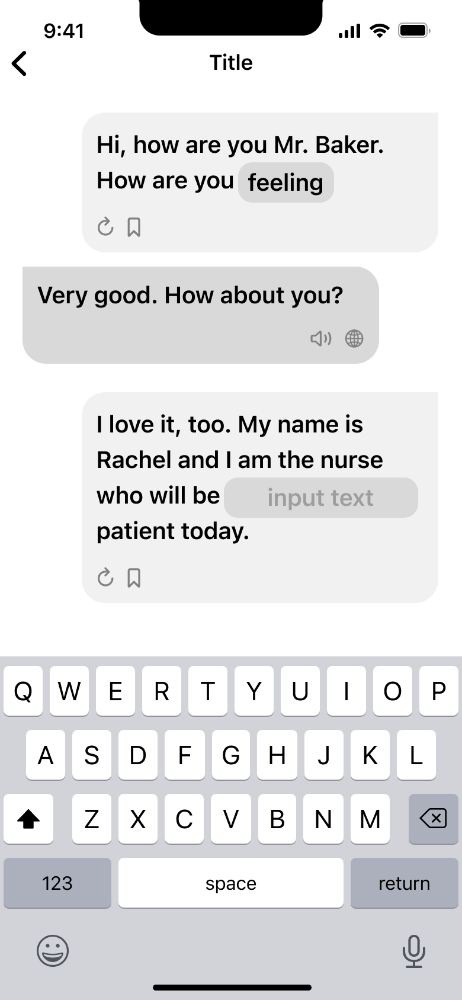 9:41
Title
Hi, how are you Mr. Baker.
How are you feeling
Very good. How about you?
I love it, too. My name is
Rachel and I am the nurse
who will be input text
patient today.
Q W E R T Y U I O P
A S D F G H J K L
Z X C V B N M
123 space return